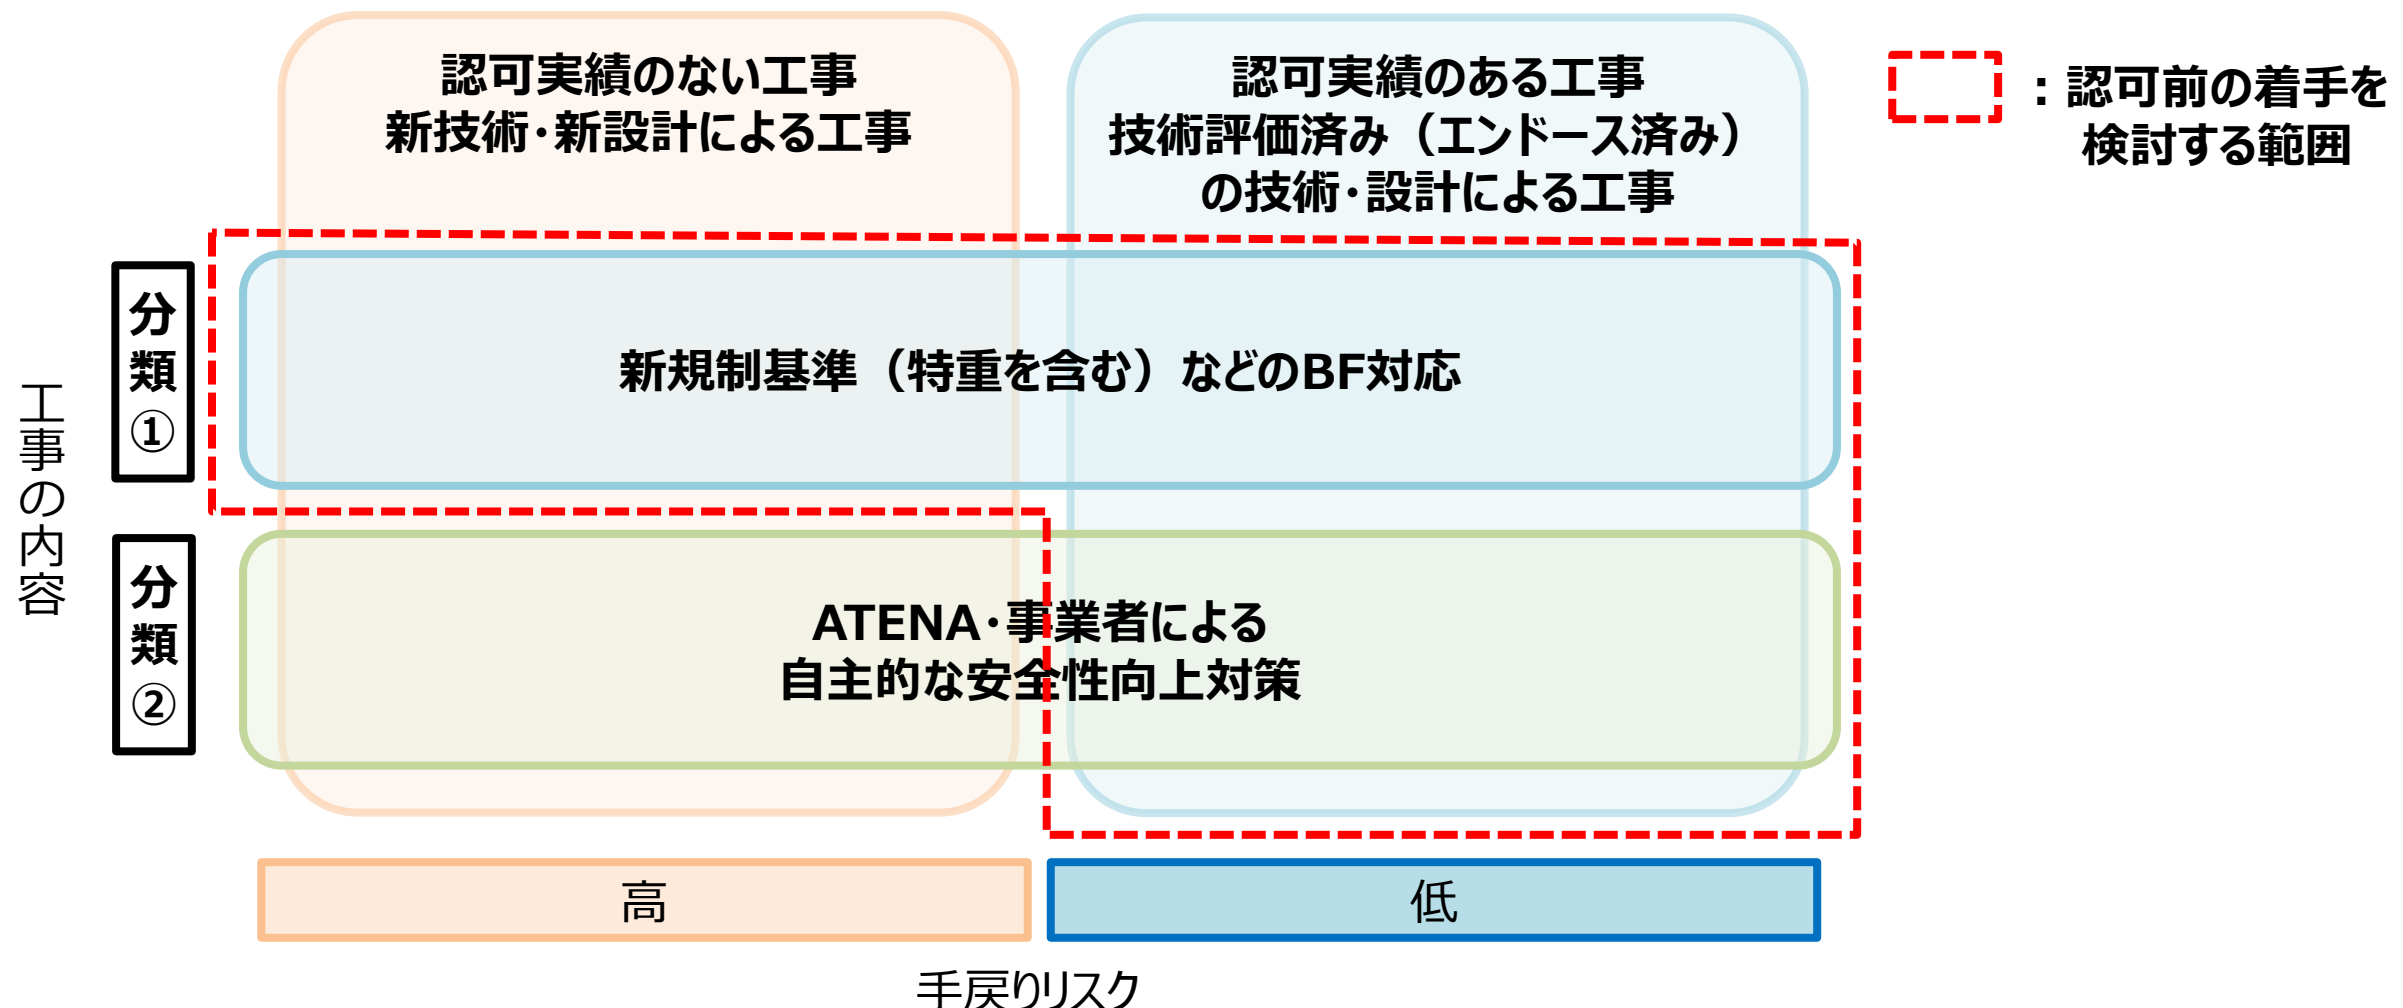 認可実績のない工事
新技術・新設計による工事
認可実績のある工事
技術評価済み（エンドース済み）
の技術・設計による工事
：認可前の着手を
検討する範囲
工事の内容
分類①
新規制基準（特重を含む）などのBF対応
分類②
ATENA・事業者による
自主的な安全性向上対策
高
低
手戻りリスク